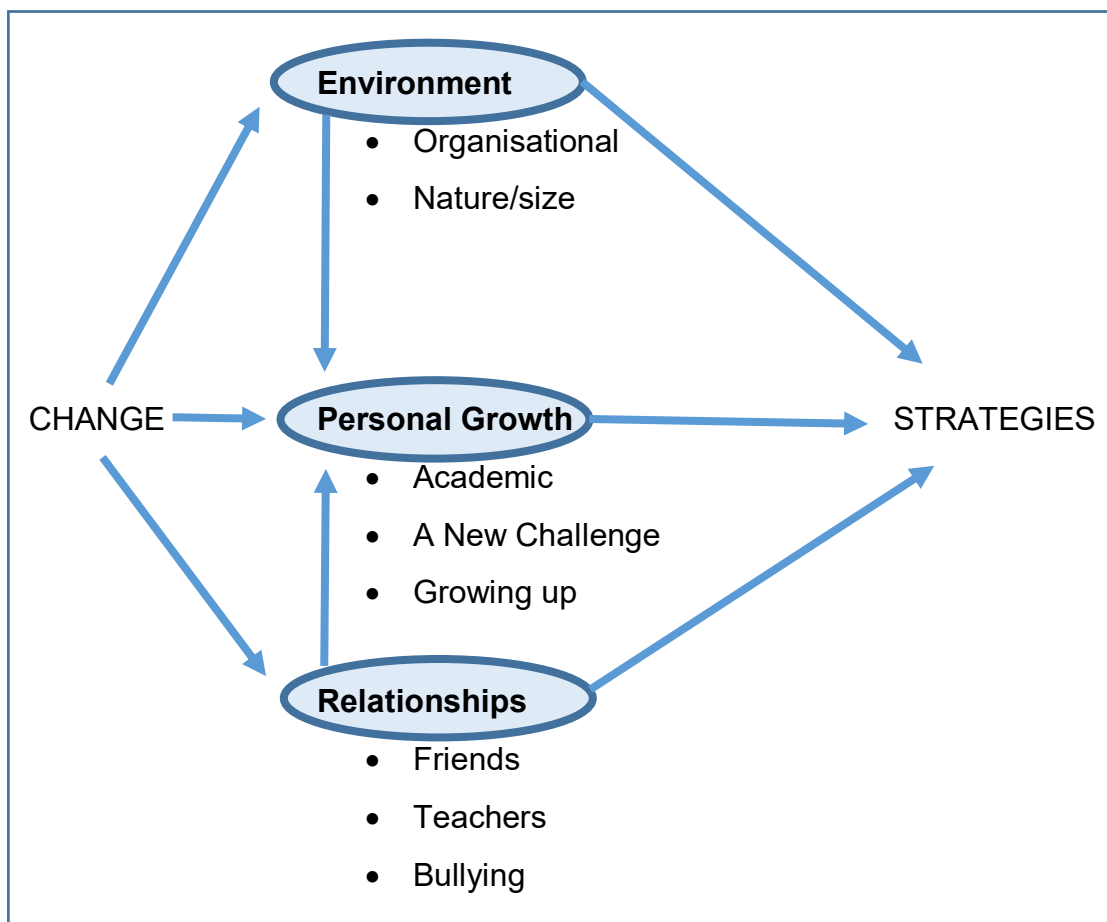 Environment
• Organisational
• Nature/size
CHANGE
Personal Growth
STRATEGIES
• Academic
• A New Challenge
• Growing up
Relationships
• Friends
• Teachers
• Bullying